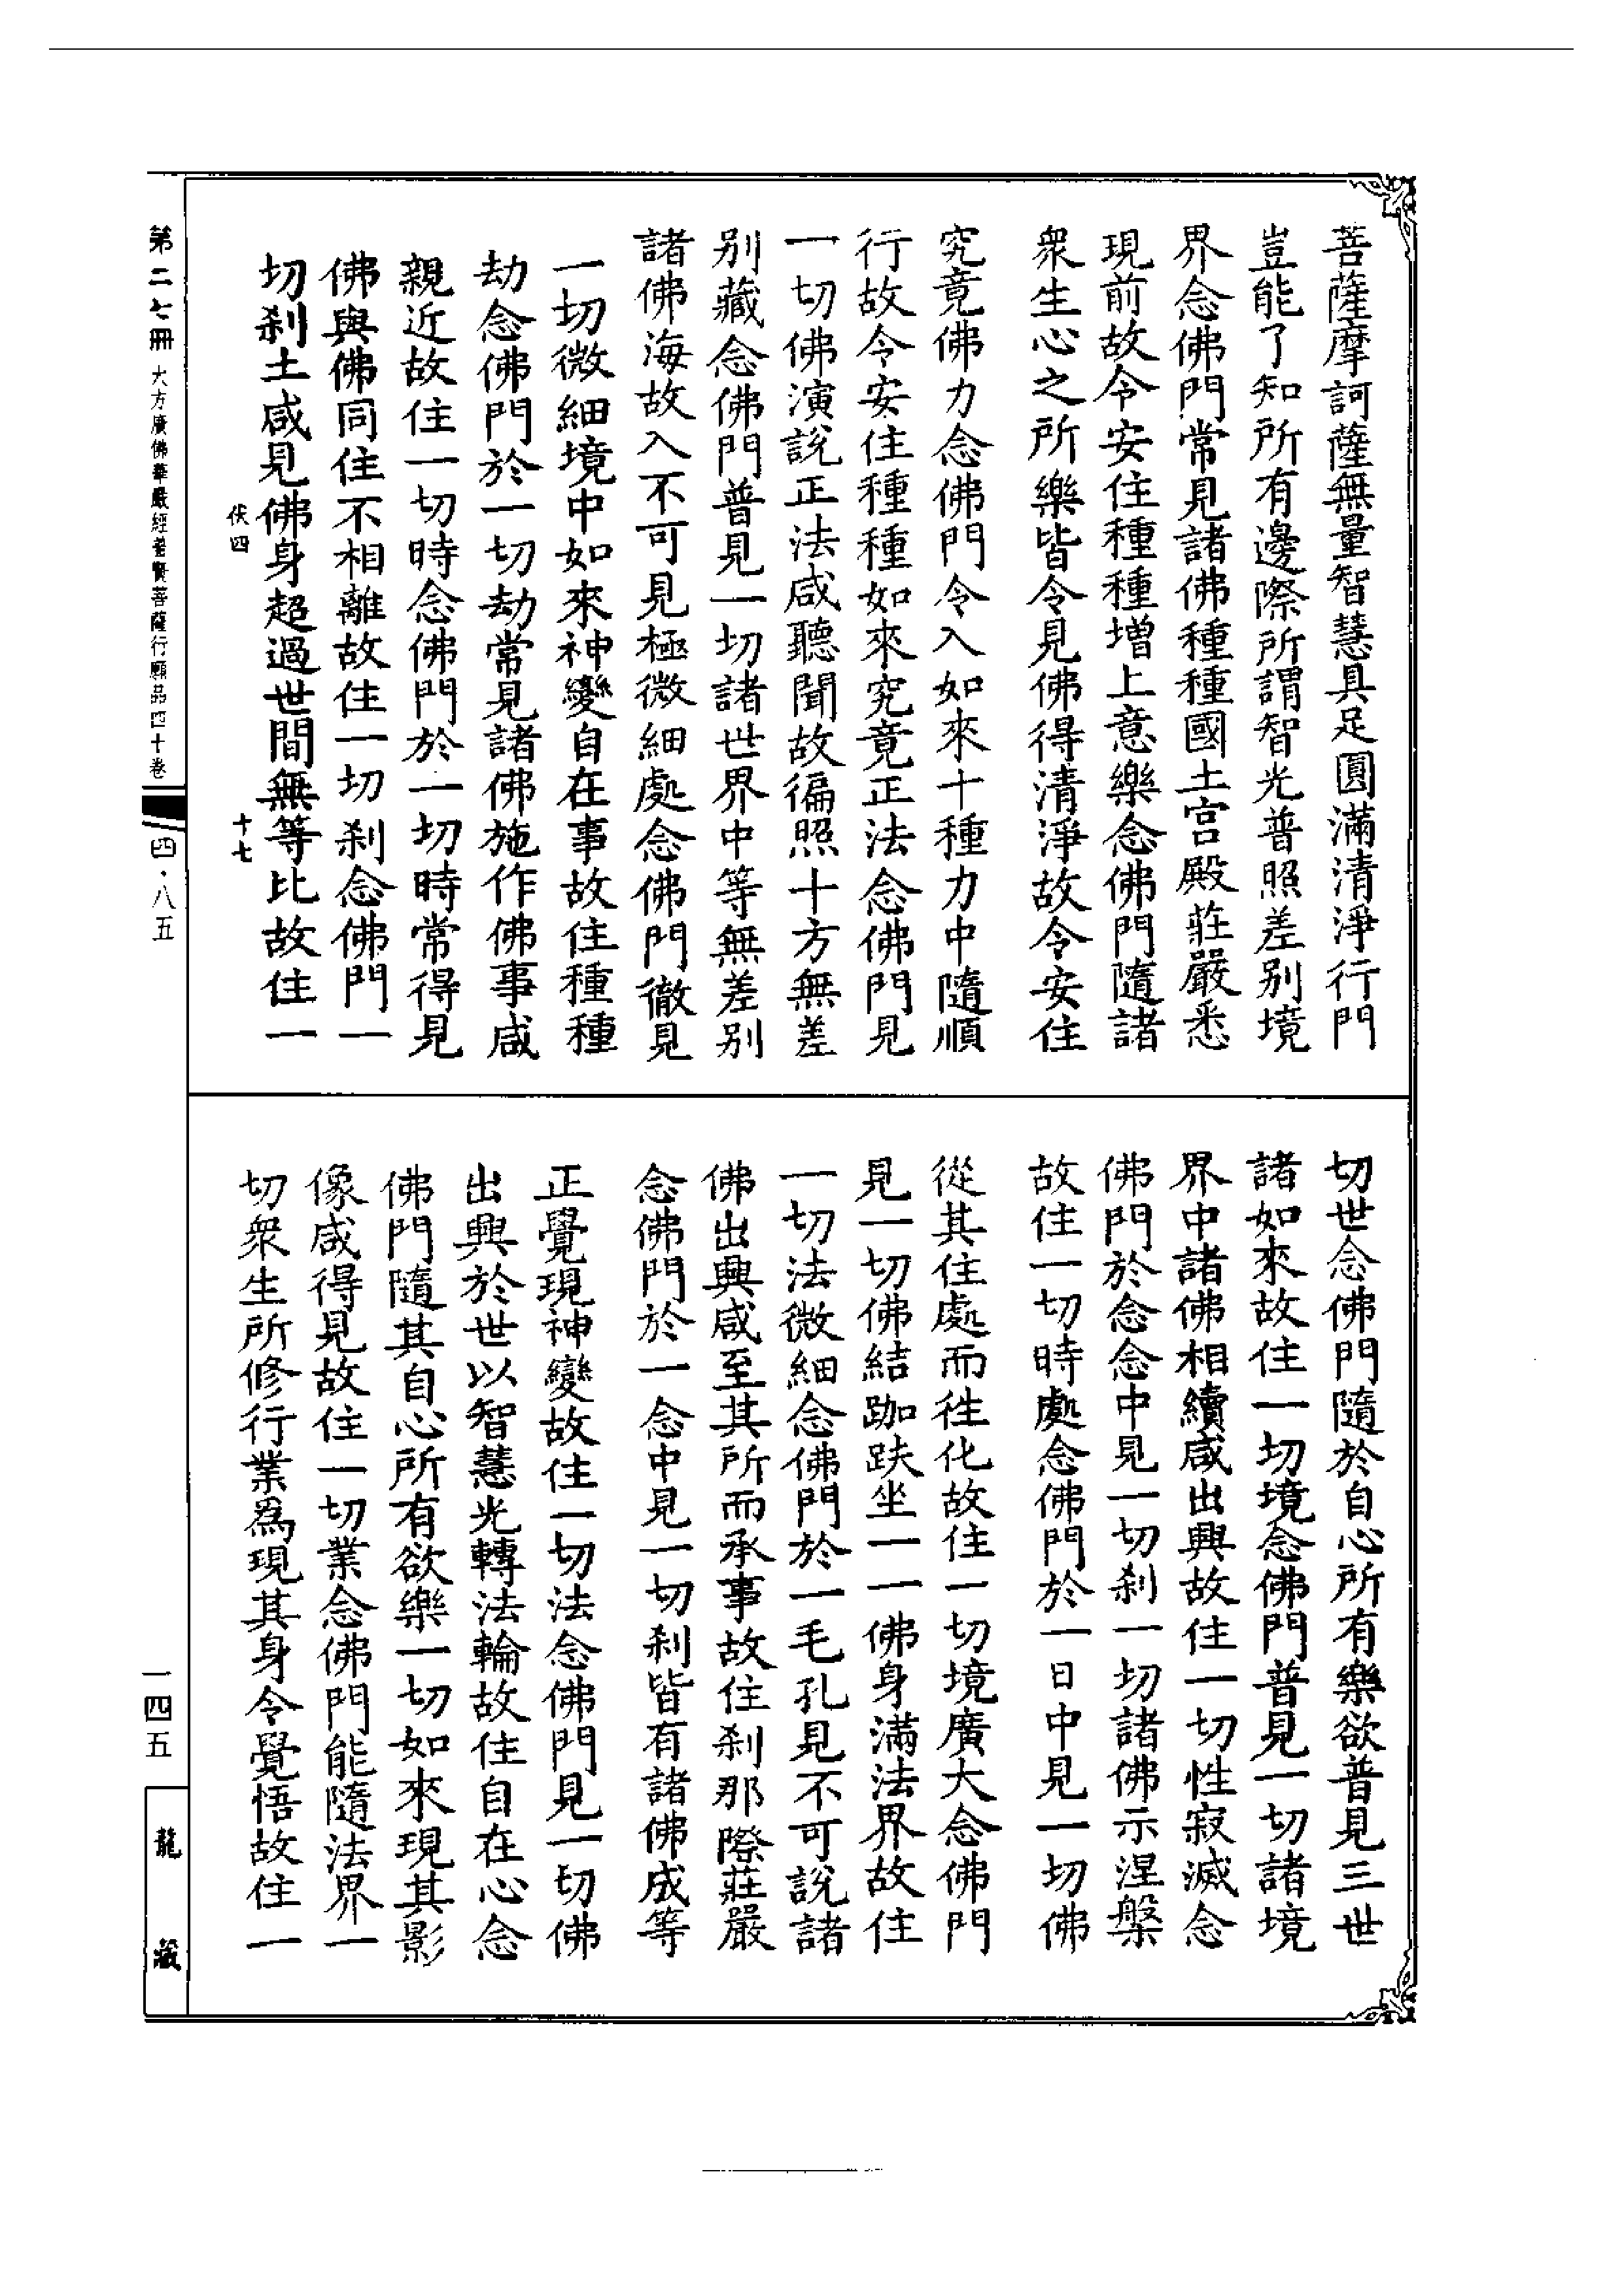 菩薩摩訶薩無量智慧具足圓滿清淨行門
豈能了知所有邊際所謂智光普照差别境
界念佛門常見諸佛種種國土宫殿莊嚴悉
現前故令安住種種增上意樂念佛門隨諸
衆生心之所樂皆令見佛得清淨故令安住
究竟佛力念佛門令入如來十種力中隨順
行故令安住種種如來究竟正法念佛門見
一切佛演說正法咸聽聞故徧照十方無差
别藏念佛門普見一切諸世界中等無差别
諸佛海故入不可見極微細處念佛門徹見
一切微細境中如來神變自在事故住種種
劫念佛門於一切劫常見諸佛施作佛事咸
親近故住一切時念佛門於一切時常得見
佛與佛同住不相離故住一切刹念佛門一
切刹土咸見佛身超過世間無等比故住一
伏四
十七
切世念佛門隨於自心所有樂欲普見三世
諸如來故住一切境念佛門普見一切諸境
界中諸佛相續咸出興故住一切性寂滅念
佛門於念念中見一切刹一切諸佛示涅槃
故住一切時處念佛門於一日中見一切佛
從其住處而徃化故住一切境廣大念佛門
見一切佛結跏趺坐一一佛身滿法界故住
一切法微細念佛門於一毛孔見不可說諸
佛出興咸至其所而承事故住刹那際莊嚴
念佛門於一念中見一切刹皆有諸佛成等
正覺現神變故住一切法念佛門見一切佛
出興於世以智慧光轉法輪故住自在心念
佛門隨其自心所有欲樂一切如來現其影
像咸得見故住一切業念佛門能隨法界一
切衆生所修行業爲現其身令覺悟故住一
第二七冊
大方廣佛華嚴經普賢菩薩行願品四十卷
四·八五
一四五
龍藏